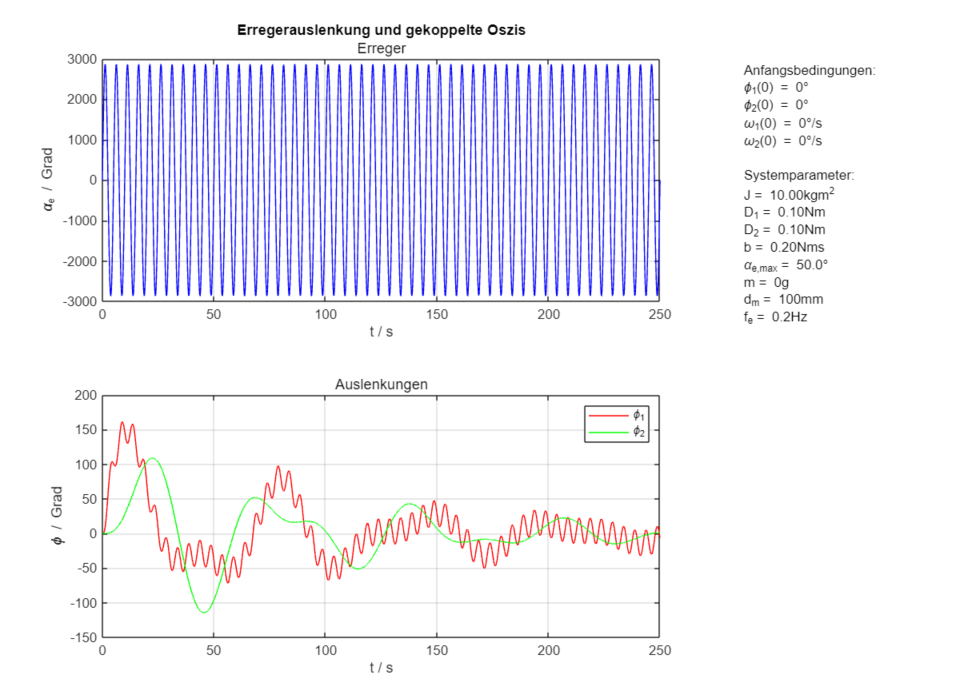 Erregerauslenkung und gekoppelte Oszis
Erreger
3000
2000
1000
0
-1000
-2000
-3000
αe / Grad
0 50 100 150 200 250
t / s
Anfangsbedingungen:
ϕ1(0) = 0°
ϕ2(0) = 0°
ω1(0) = 0°/s
ω2(0) = 0°/s
Systemparameter:
J = 10.00kgm²
D1 = 0.10Nm
D2 = 0.10Nm
b = 0.20Nms
αe,max = 50.0°
m = 0g
dm = 100mm
fe = 0.2Hz
Auslenkungen
200
150
100
50
0
-50
-100
-150
ϕ / Grad
ϕ1
ϕ2
0 50 100 150 200 250
t / s